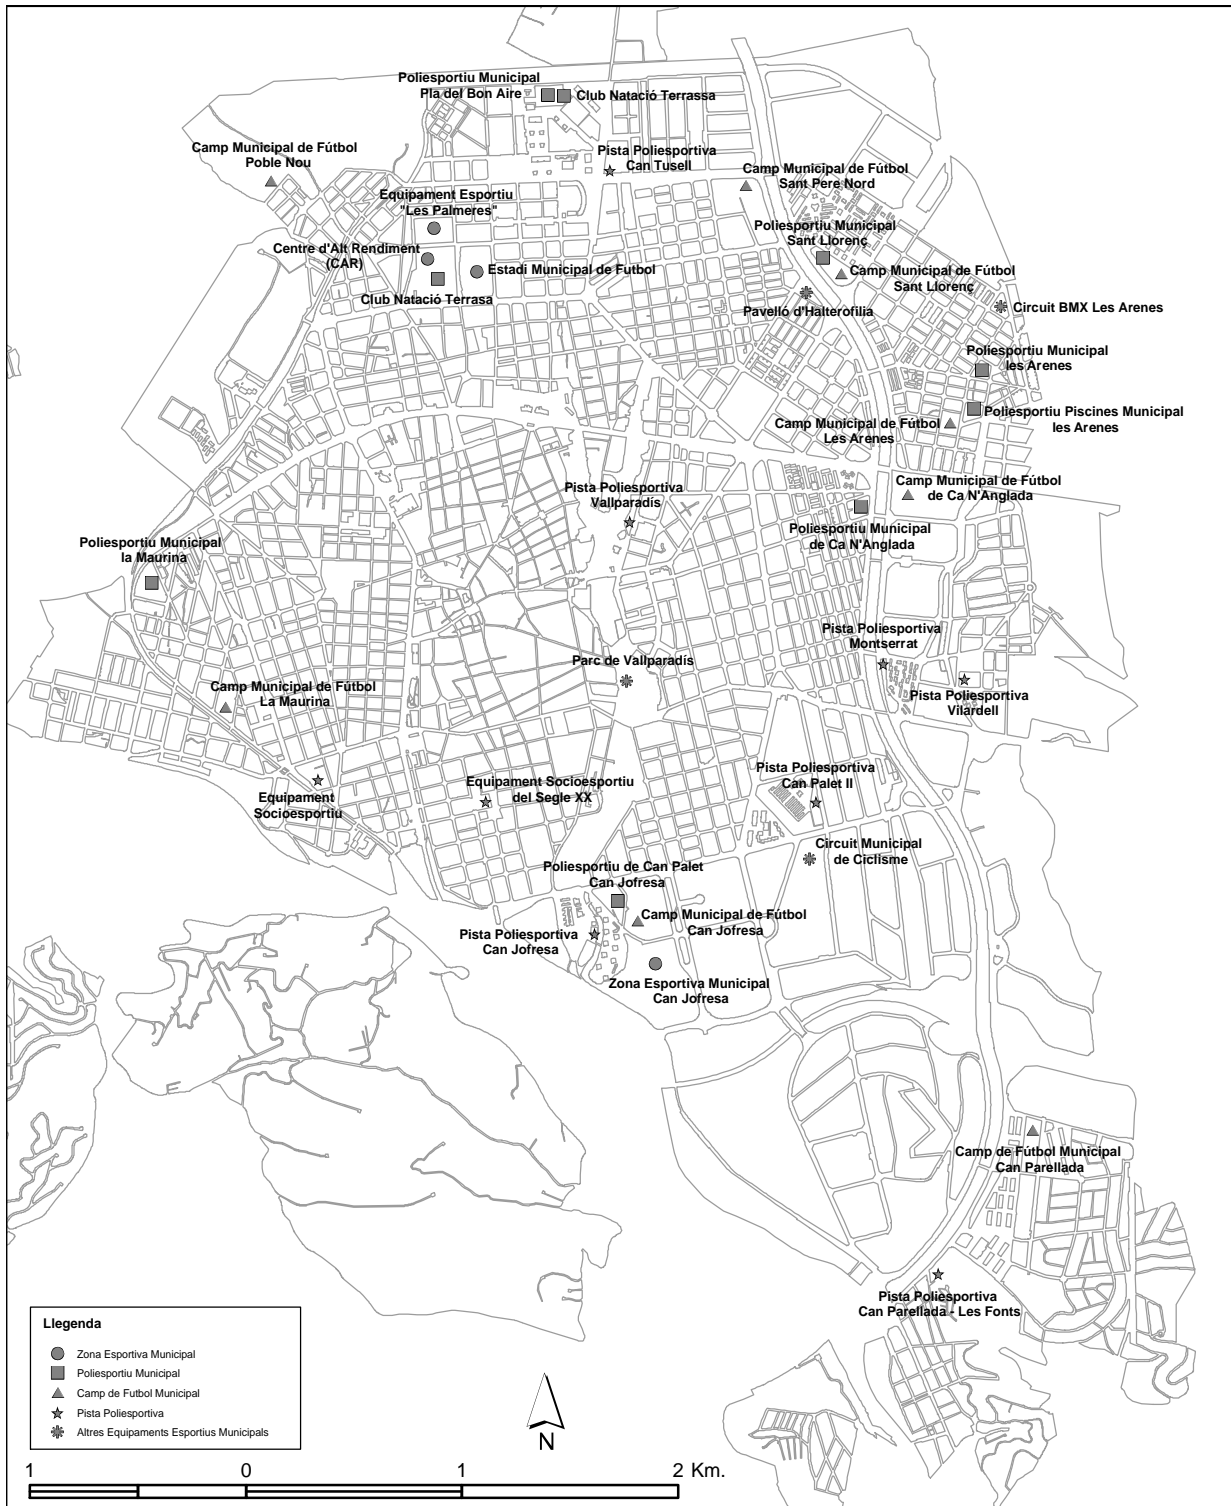 Poliesportiu Municipal
Pla del Bon Aire
Club Natació Terrassa
Camp Municipal de Fútbol
Poble Nou
Pista Poliesportiva
Can Tusell
Camp Municipal de Fútbol
Sant Pere Nord
Equipament Esportiu
"Les Palmeres"
Poliesportiu Municipal
Sant Llorenç
Centre d'Alt Rendiment
(CAR)
Estadi Municipal de Futbol
Camp Municipal de Fútbol
Sant Llorenç
Club Natació Terrasa
Pavelló d'Halterofilia
Circuit BMX Les Arenes
Poliesportiu Municipal
les Arenes
Poliesportiu Piscines Municipal
les Arenes
Camp Municipal de Fútbol
Les Arenes
Camp Municipal de Fútbol
de Ca N'Anglada
Pista Poliesportiva
Vallparadís
Poliesportiu Municipal
de Ca N'Anglada
Poliesportiu Municipal
la Maurina
Pista Poliesportiva
Montserrat
Parc de Vallparadís
Camp Municipal de Fútbol
La Maurina
Pista Poliesportiva
Vilardell
Pista Poliesportiva
Can Palet II
Equipament Socioesportiu
del Segle XX
Equipament
Socioesportiu
Circuit Municipal
de Ciclisme
Poliesportiu de Can Palet
Can Jofresa
Camp Municipal de Fútbol
Can Jofresa
Pista Poliesportiva
Can Jofresa
Zona Esportiva Municipal
Can Jofresa
Camp de Fútbol Municipal
Can Parellada
Pista Poliesportiva
Can Parellada - Les Fonts
Llegenda
Zona Esportiva Municipal
Poliesportiu Municipal
Camp de Futbol Municipal
Pista Poliesportiva
Altres Equipaments Esportius Municipals
N
1 0 1 2 Km.